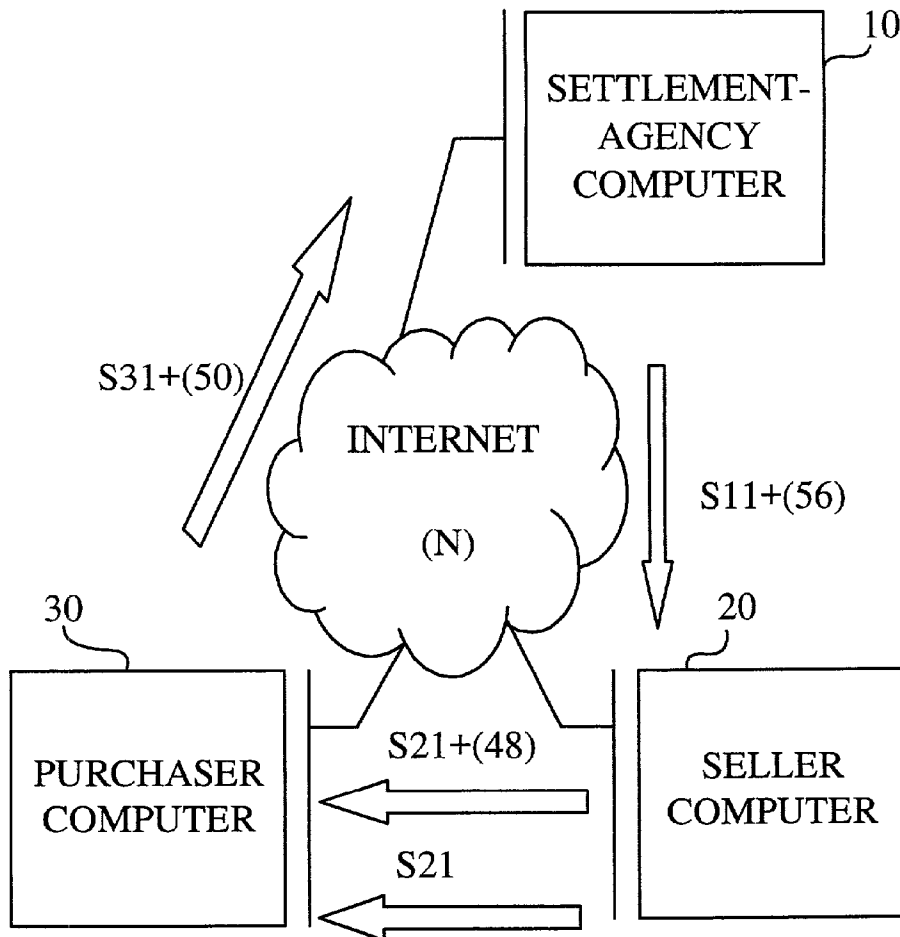 10
SETTLEMENT-
AGENCY
COMPUTER
S31+(50)
INTERNET
(N)
S11+(56)
30
20
PURCHASER
COMPUTER
S21+(48)
SELLER
COMPUTER
S21